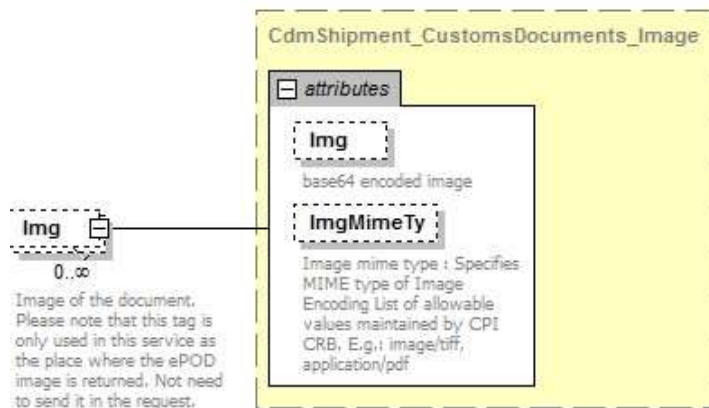 CdmShipment_CustomsDocuments_Image
attributes
Img
base64 encoded image
ImgMimeTy
Image mime type : Specifies
MIME type of Image
Encoding List of allowable
values maintained by CPI
CRB. E.g.: image/tiff,
application/pdf
Img
0..∞
Image of the document.
Please note that this tag is
only used in this service as
the place where the ePOD
image is returned. Not need
to send it in the request.